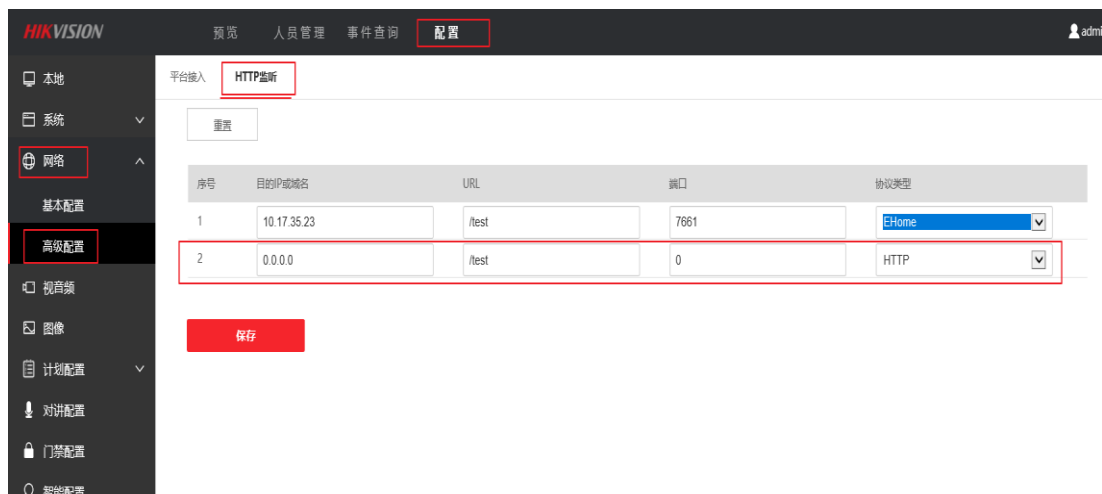 HIKVISION 预览 人员管理 事件查询 配置 admi
本地
平台接入 HTTP监听
系统
重置
网络
序号 目的IP或域名 URL 端口 协议类型
基本配置
1 10.17.35.23 /test 7661 EHome
高级配置
2 0.0.0.0 /test 0 HTTP
视音频
图像
保存
计划配置
对讲配置
门禁配置
智能配置